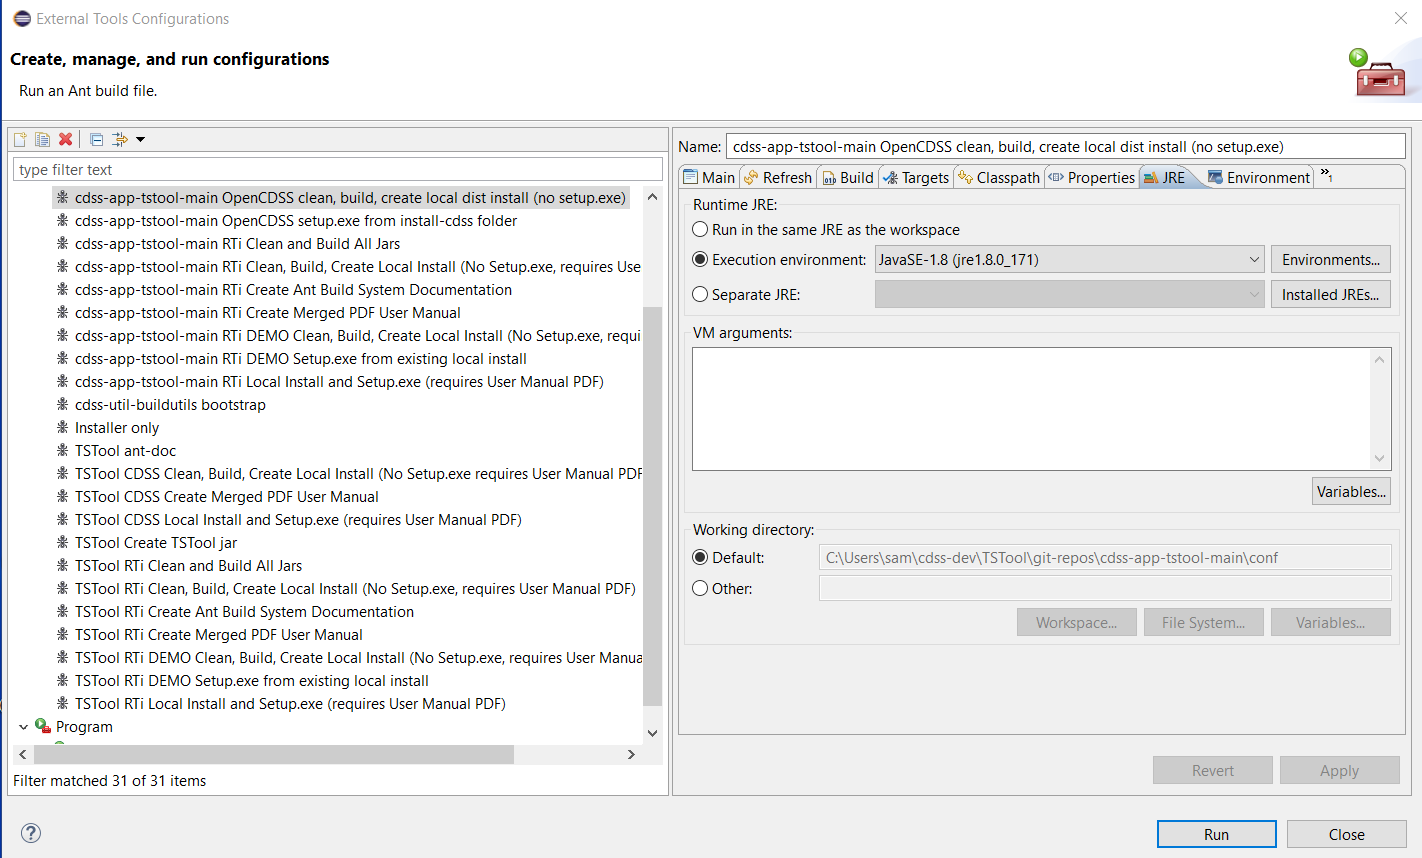 External Tools Configurations
Create, manage, and run configurations
Run an Ant build file.
type filter text
cdss-app-tstool-main OpenCDSS clean, build, create local dist install (no setup.exe)
cdss-app-tstool-main OpenCDSS setup.exe from install-cdss folder
cdss-app-tstool-main RTi Clean and Build All Jars
cdss-app-tstool-main RTi Clean, Build, Create Local Install (No Setup.exe, requires Use
cdss-app-tstool-main RTi Create Ant Build System Documentation
cdss-app-tstool-main RTi Create Merged PDF User Manual
cdss-app-tstool-main RTi DEMO Clean, Build, Create Local Install (No Setup.exe, requi
cdss-app-tstool-main RTi DEMO Setup.exe from existing local install
cdss-app-tstool-main RTi Local Install and Setup.exe (requires User Manual PDF)
cdss-util-buildutils bootstrap
Installer only
TSTool ant-doc
TSTool CDSS Clean, Build, Create Local Install (No Setup.exe requires User Manual PDF
TSTool CDSS Create Merged PDF User Manual
TSTool CDSS Local Install and Setup.exe (requires User Manual PDF)
TSTool Create TSTool jar
TSTool RTi Clean and Build All Jars
TSTool RTi Clean, Build, Create Local Install (No Setup.exe, requires User Manual PDF)
TSTool RTi Create Ant Build System Documentation
TSTool RTi Create Merged PDF User Manual
TSTool RTi DEMO Clean, Build, Create Local Install (No Setup.exe, requires User Manua
TSTool RTi DEMO Setup.exe from existing local install
TSTool RTi Local Install and Setup.exe (requires User Manual PDF)
Program
Filter matched 31 of 31 items
Name: cdss-app-tstool-main OpenCDSS clean, build, create local dist install (no setup.exe)
Main Refresh Build Targets Classpath Properties JRE Environment »1
Runtime JRE:
Run in the same JRE as the workspace
Execution environment: JavaSE-1.8 (jre1.8.0_171) Environments...
Separate JRE: Installed JREs...
VM arguments:
Variables...
Working directory:
Default: C:\Users\sam\cdss-dev\TSTool\git-repos\cdss-app-tstool-main\conf
Other:
Workspace... File System... Variables...
Revert Apply
Run Close